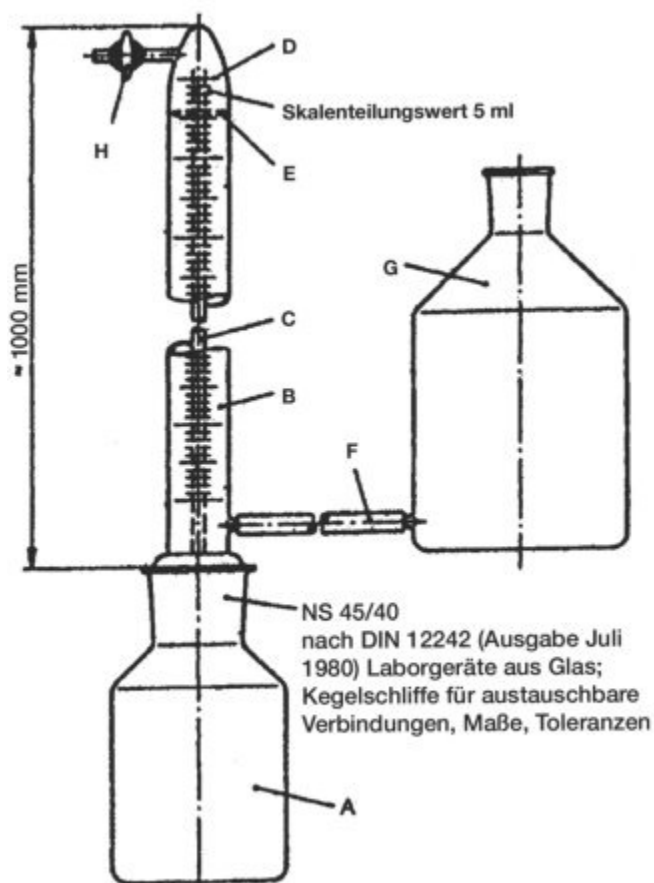 D
Skalenteilungswert 5 ml
H
E
G
≈1000 mm
C
B
F
NS 45/40
nach DIN 12242 (Ausgabe Juli
1980) Laborgeräte aus Glas;
Kegelschliffe für austauschbare
Verbindungen, Maße, Toleranzen
A